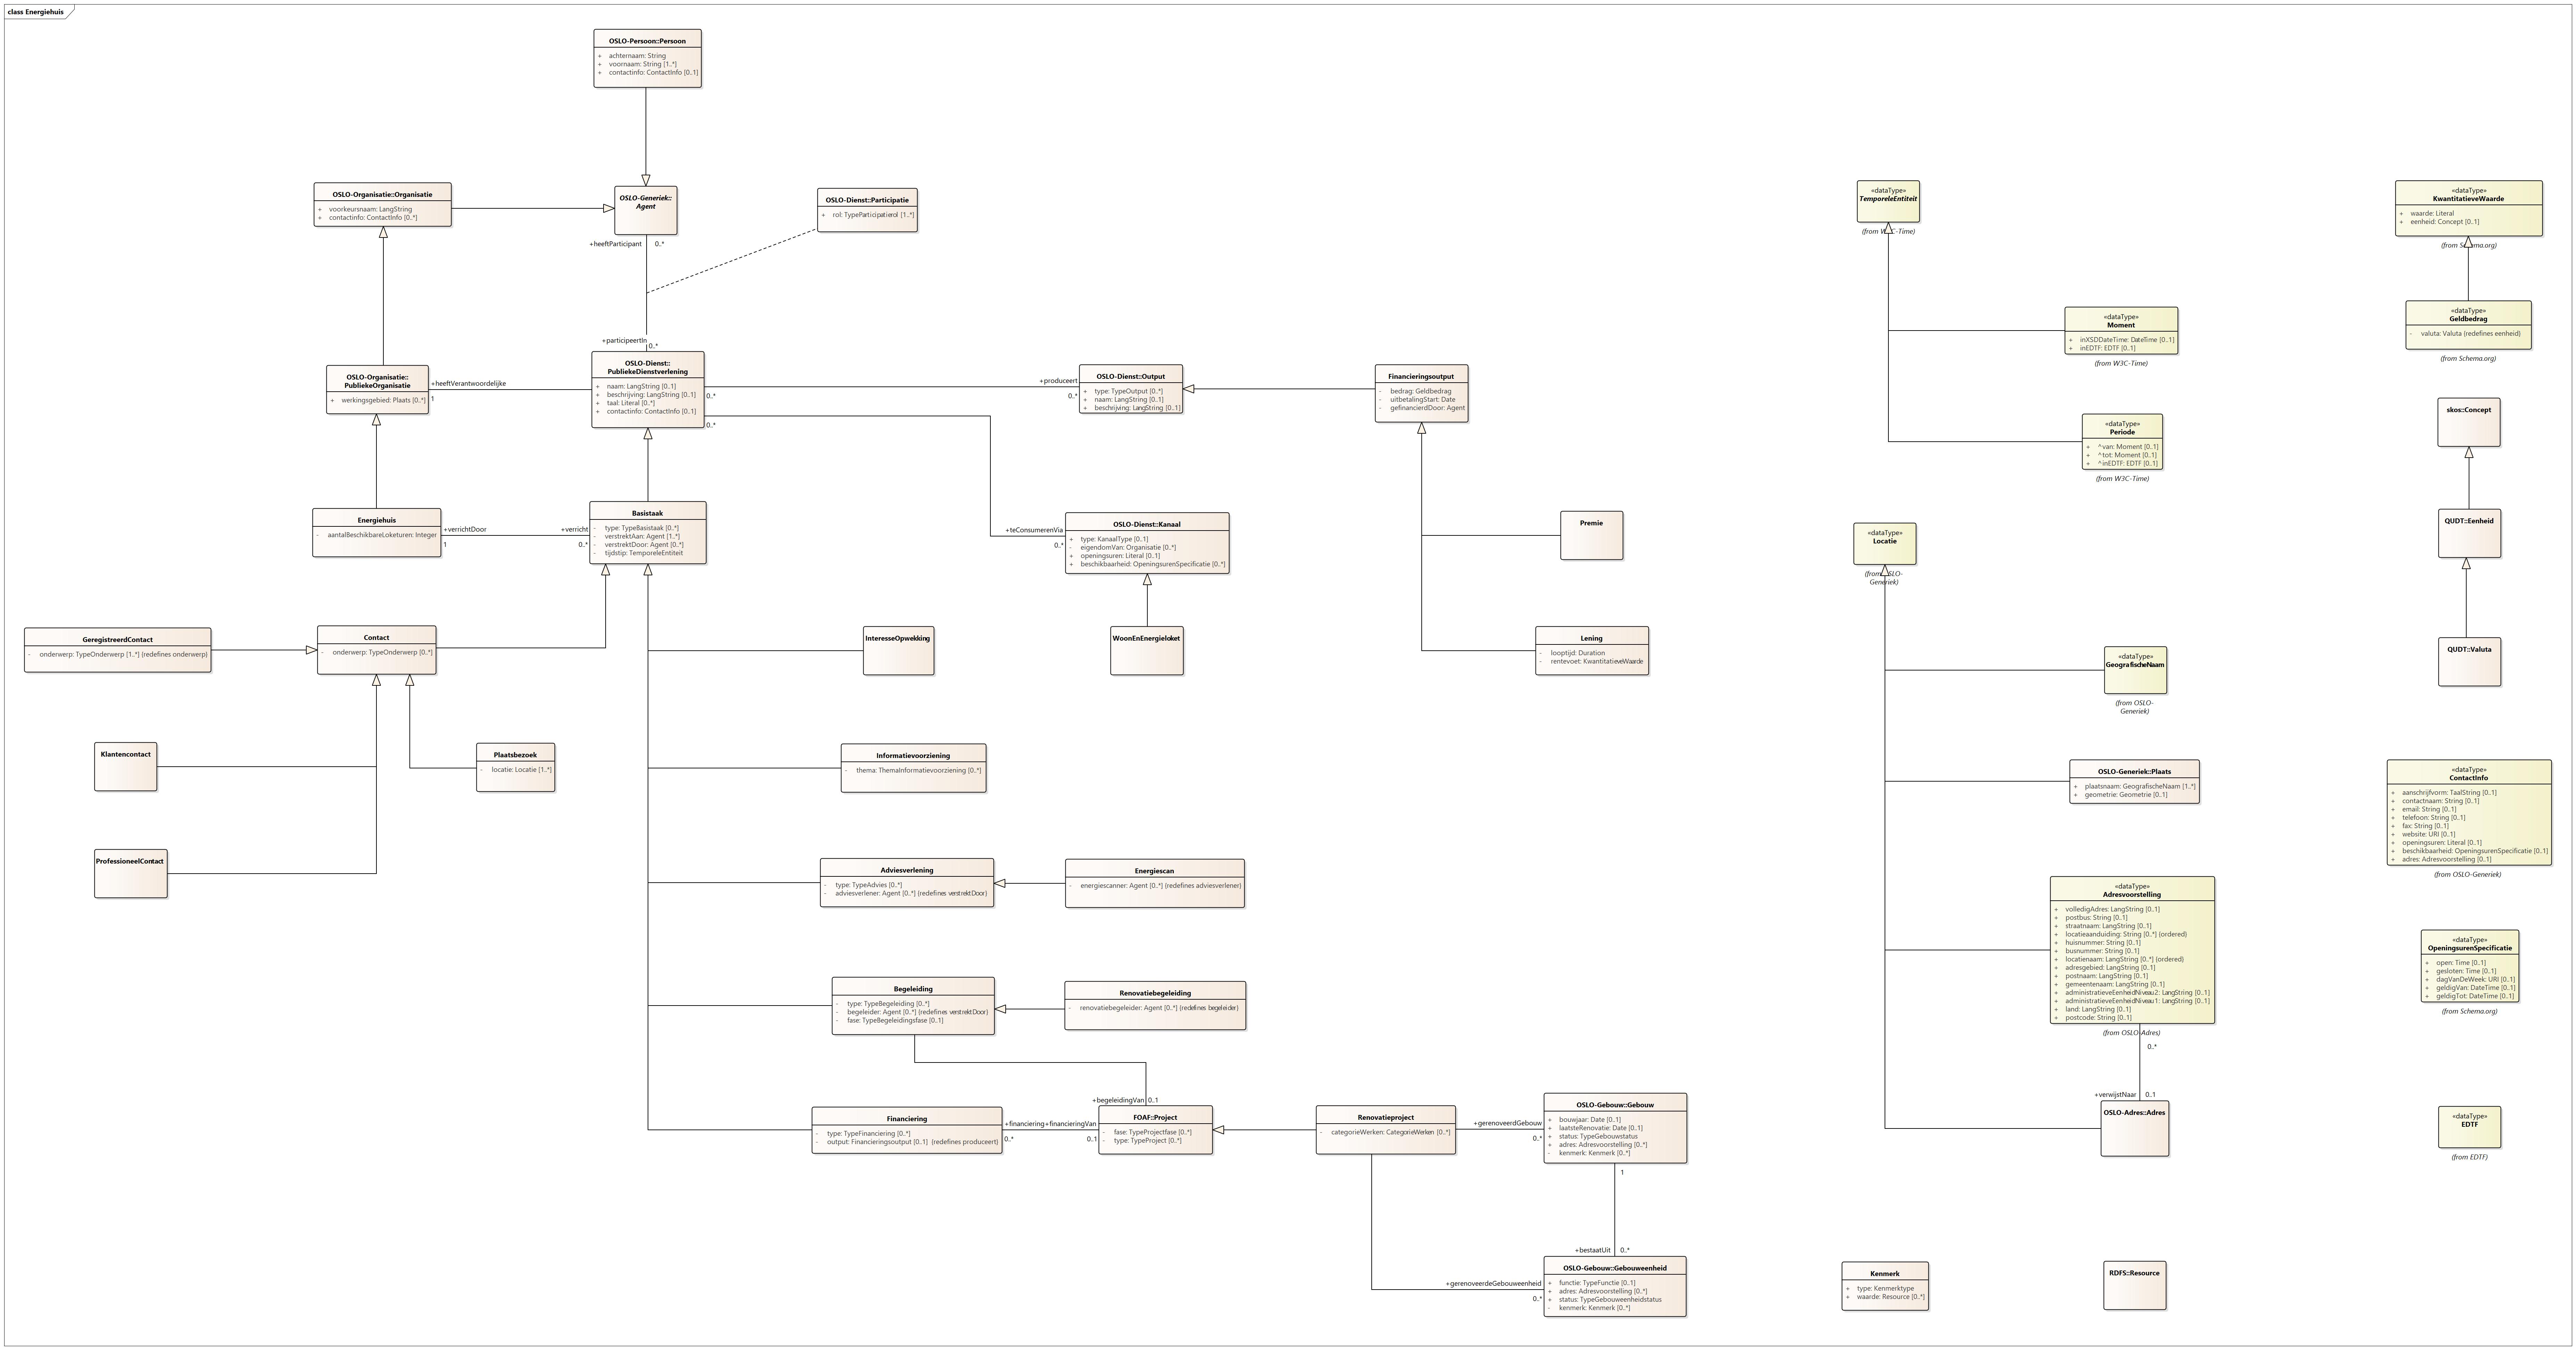 class Energiehuis
OSLO-Persoon::Persoon
+ achternaam: String
+ voornaam: String [1..*]
+ contactinfo: ContactInfo [0..1]
OSLO-Organisatie::Organisatie
+ voorkeursnaam: LangString
+ contactinfo: ContactInfo [0..*]
OSLO-Generiek::
Agent
OSLO-Dienst::Participatie
+ rol: TypeParticipatierol [1..*]
+heeftParticipant 0..*
+participeertIn
0..*
OSLO-Organisatie::
PubliekeOrganisatie
+ werkingsgebied: Plaats [0..*]
+heeftVerantwoordelijke
1
OSLO-Dienst::
PubliekeDienstverlening
+ naam: LangString [0..1]
+ beschrijving: LangString [0..1]
+ taal: Literal [0..*]
+ contactinfo: ContactInfo [0..1]
0..*
0..*
+produceert
0..*
OSLO-Dienst::Output
+ type: TypeOutput [0..*]
+ naam: LangString [0..1]
+ beschrijving: LangString [0..1]
Financieringsoutput
- bedrag: Geldbedrag
- uitbetalingStart: Date
- gefinancierdDoor: Agent
Energiehuis
- aantalBeschikbareLoketuren: Integer
+verrichtDoor
1
+verricht
0..*
Basistaak
- type: TypeBasistaak [0..*]
- verstrektAan: Agent [1..*]
- verstrektDoor: Agent [0..*]
- tijdstip: TemporeleEntiteit
+teConsumerenVia
0..*
OSLO-Dienst::Kanaal
+ type: KanaalType [0..1]
- eigendomVan: Organisatie [0..*]
+ openingsuren: Literal [0..1]
+ beschikbaarheid: OpeningsurenSpecificatie [0..*]
Premie
GeregistreerdContact
- onderwerp: TypeOnderwerp [1..*] {redefines onderwerp}
Contact
- onderwerp: TypeOnderwerp [0..*]
InteresseOpwekking
WoonEnEnergieloket
Lening
- looptijd: Duration
- rentevoet: KwantitatieveWaarde
Klantencontact
Plaatsbezoek
- locatie: Locatie [1..*]
Informatievoorziening
- thema: ThemaInformatievoorziening [0..*]
ProfessioneelContact
Adviesverlening
- type: TypeAdvies [0..*]
- adviesverlener: Agent [0..*] {redefines verstrektDoor}
Energiescan
- energiescanner: Agent [0..*] {redefines adviesverlener}
Begeleiding
- type: TypeBegeleiding [0..*]
- begeleider: Agent [0..*] {redefines verstrektDoor}
- fase: TypeBegeleidingsfase [0..1]
Renovatiebegeleiding
- renovatiebegeleider: Agent [0..*] {redefines begeleider}
+begeleidingVan 0..1
Financiering
- type: TypeFinanciering [0..*]
- output: Financieringsoutput [0..1] {redefines produceert}
+financiering+financieringVan
0..* 0..1
FOAF::Project
- fase: TypeProjectfase [0..*]
- type: TypeProject [0..*]
Renovatieproject
- categorieWerken: CategorieWerken [0..*]
+gerenoveerdGebouw
0..*
OSLO-Gebouw::Gebouw
+ bouwjaar: Date [0..1]
+ laatsteRenovatie: Date [0..1]
+ status: TypeGebouwstatus
+ adres: Adresvoorstelling [0..*]
- kenmerk: Kenmerk [0..*]
1
+bestaatUit 0..*
+gerenoveerdeGebouweenheid
0..*
OSLO-Gebouw::Gebouweenheid
+ functie: TypeFunctie [0..1]
+ adres: Adresvoorstelling [0..*]
+ status: TypeGebouweenheidstatus
- kenmerk: Kenmerk [0..*]
«dataType»
TemporeleEntiteit
(from W3C-Time)
«dataType»
Moment
+ inXSDDateTime: DateTime [0..1]
+ inEDTF: EDTF [0..1]
(from W3C-Time)
«dataType»
Periode
+ ^van: Moment [0..1]
+ ^tot: Moment [0..1]
+ ^inEDTF: EDTF [0..1]
(from W3C-Time)
«dataType»
Locatie
(from OSLO-
Generiek)
«dataType»
GeografischeNaam
(from OSLO-
Generiek)
OSLO-Generiek::Plaats
+ plaatsnaam: GeografischeNaam [1..*]
+ geometrie: Geometrie [0..1]
«dataType»
Adresvoorstelling
+ volledigAdres: LangString [0..1]
+ postbus: String [0..1]
+ straatnaam: LangString [0..1]
+ locatieaanduiding: String [0..*] {ordered}
+ huisnummer: String [0..1]
+ busnummer: String [0..1]
+ locatienaam: LangString [0..*] {ordered}
+ adresgebied: LangString [0..1]
+ postnaam: LangString [0..1]
+ gemeentenaam: LangString [0..1]
+ administratieveEenheidNiveau2: LangString [0..1]
+ administratieveEenheidNiveau1: LangString [0..1]
+ land: LangString [0..1]
+ postcode: String [0..1]
(from OSLO-Adres)
0..*
+verwijstNaar 0..1
OSLO-Adres::Adres
Kenmerk
+ type: Kenmerktype
+ waarde: Resource [0..*]
RDFS::Resource
«dataType»
KwantitatieveWaarde
+ waarde: Literal
+ eenheid: Concept [0..1]
(from Schema.org)
«dataType»
Geldbedrag
- valuta: Valuta {redefines eenheid}
(from Schema.org)
skos::Concept
QUDT::Eenheid
QUDT::Valuta
«dataType»
ContactInfo
+ aanschrijfvorm: TaalString [0..1]
+ contactnaam: String [0..1]
+ email: String [0..1]
+ telefoon: String [0..1]
+ fax: String [0..1]
+ website: URI [0..1]
+ openingsuren: Literal [0..1]
+ beschikbaarheid: OpeningsurenSpecificatie [0..1]
+ adres: Adresvoorstelling [0..1]
(from OSLO-Generiek)
«dataType»
OpeningsurenSpecificatie
+ open: Time [0..1]
+ gesloten: Time [0..1]
+ dagVanDeWeek: URI [0..1]
+ geldigVan: DateTime [0..1]
+ geldigTot: DateTime [0..1]
(from Schema.org)
«dataType»
EDTF
(from EDTF)